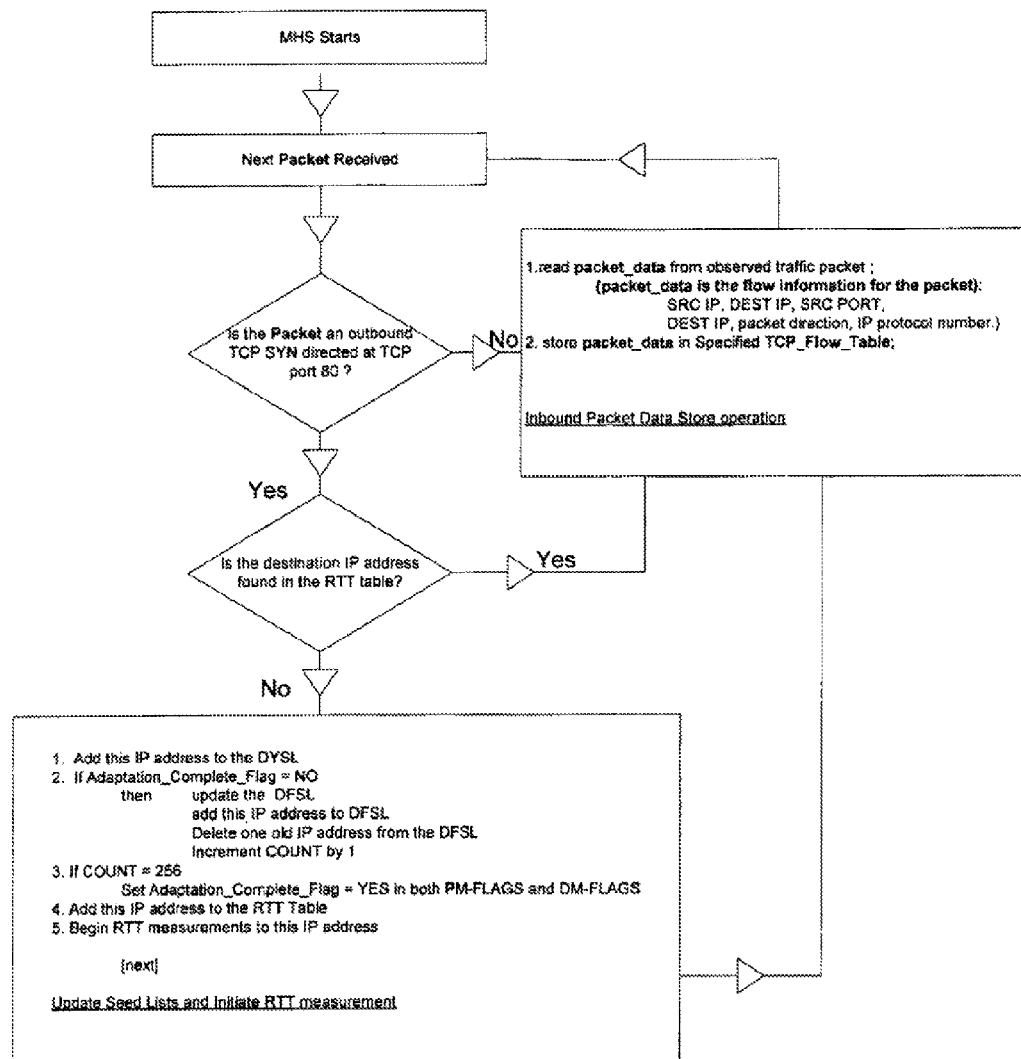 MHS Starts
Next Packet Received
Is the Packet an outbound
TCP SYN directed at TCP
port 80 ?
No
1.read packet_data from observed traffic packet ;
(packet_data is the flow information for the packet):
SRC IP, DEST IP, SRC PORT,
DEST IP, packet direction, IP protocol number.)
2. store packet_data in Specified TCP_Flow_Table;
Inbound Packet Data Store operation
Yes
Is the destination IP address
found in the RTT table?
Yes
No
1. Add this IP address to the DYSL
2. If Adaptation_Complete_Flag = NO
then update the DFSL
add this IP address to DFSL
Delete one old IP address from the DFSL
Increment COUNT by 1
3. If COUNT = 256
Set Adaptation_Complete_Flag = YES in both PM-FLAGS and DM-FLAGS
4. Add this IP address to the RTT Table
5. Begin RTT measurements to this IP address
[next]
Update Seed Lists and Initiate RTT measurement